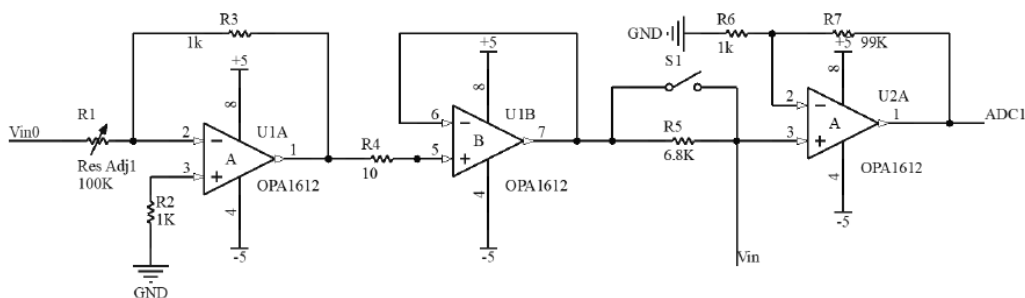 R3
1k
+5
8
R1
Vin0
Res Adj1
100K
2
3
A
U1A
1
OPA1612
4
-5
R2
1K
GND
R4
10
+5
8
6
5
B
U1B
7
OPA1612
4
-5
S1
R5
6.8K
Vin
GND
R6
1k
R7
99K
+5
8
2
3
A
U2A
1
ADC1
OPA1612
4
-5